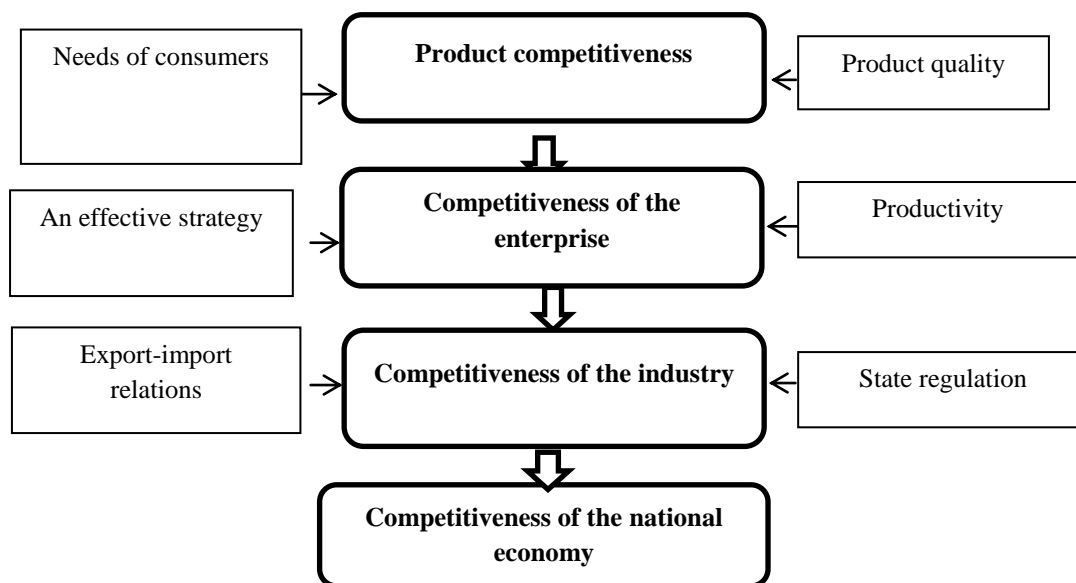 Needs of consumers
Product competitiveness
Product quality
An effective strategy
Competitiveness of the
enterprise
Productivity
Export-import
relations
Competitiveness of the industry
State regulation
Competitiveness of the national
economy